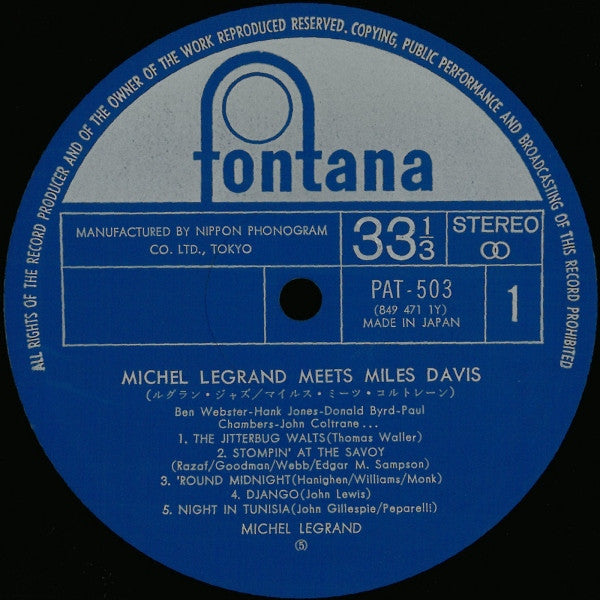 ALL RIGHTS OF THE RECORD PRODUCER AND OF THE OWNER OF THE WORK REPRODUCED RESERVED. COPYING, PUBLIC PERFORMANCE AND BROADCASTING OF THIS RECORD PROHIBITED
fontana
MANUFACTURED BY NIPPON PHONOGRAM
CO. LTD., TOKYO
33 1/3
STEREO
PAT-503
(849 471 1Y)
MADE IN JAPAN
1
MICHEL LEGRAND MEETS MILES DAVIS
(ルグラン・ジャズ/マイルス・ミーツ・コルトレーン)
Ben Webster-Hank Jones-Donald Byrd-Paul
Chambers-John Coltrane ...
1. THE JITTERBUG WALTS(Thomas Waller)
2. STOMPIN' AT THE SAVOY
(Razaf/Goodman/Webb/Edgar M. Sampson)
3. 'ROUND MIDNIGHT(Hanighen/Williams/Monk)
4. DJANGO(John Lewis)
5. NIGHT IN TUNISIA(John Gillespie/Peparelli)
MICHEL LEGRAND
(5)